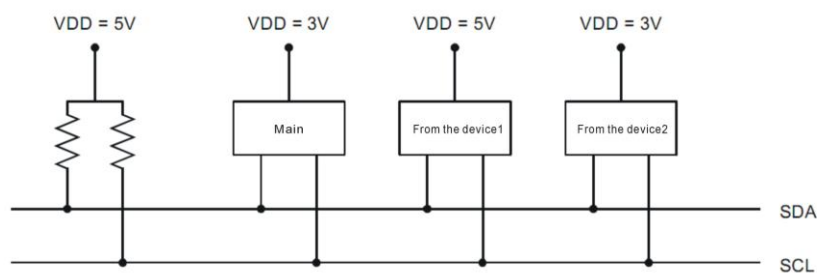 VDD = 5V
VDD = 3V
VDD = 5V
VDD = 3V
Main
From the device1
From the device2
SDA
SCL